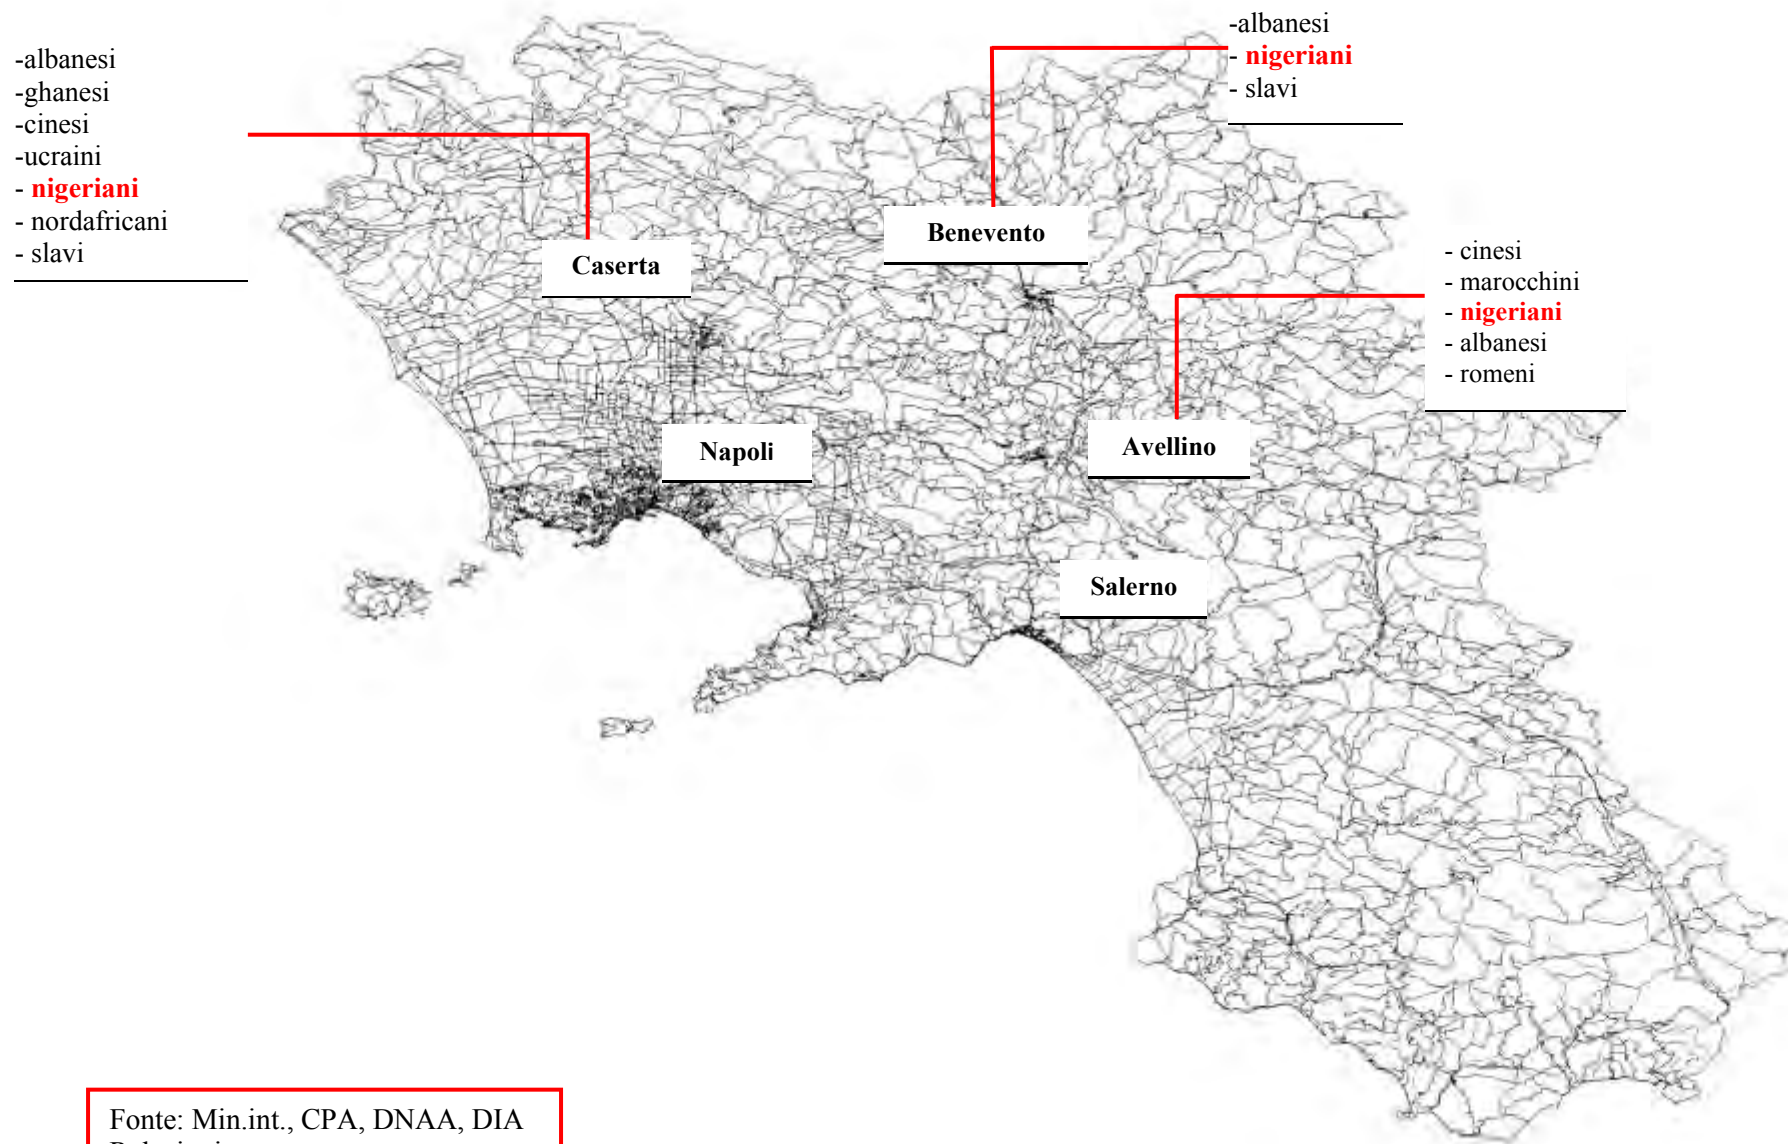 -albanesi
-ghanesi
-cinesi
-ucraini
- nigeriani
- nordafricani
- slavi
-albanesi
- nigeriani
- slavi
- cinesi
- marocchini
- nigeriani
- albanesi
- romeni
Benevento
Caserta
Napoli
Avellino
Salerno
Fonte: Min.int., CPA, DNAA, DIA